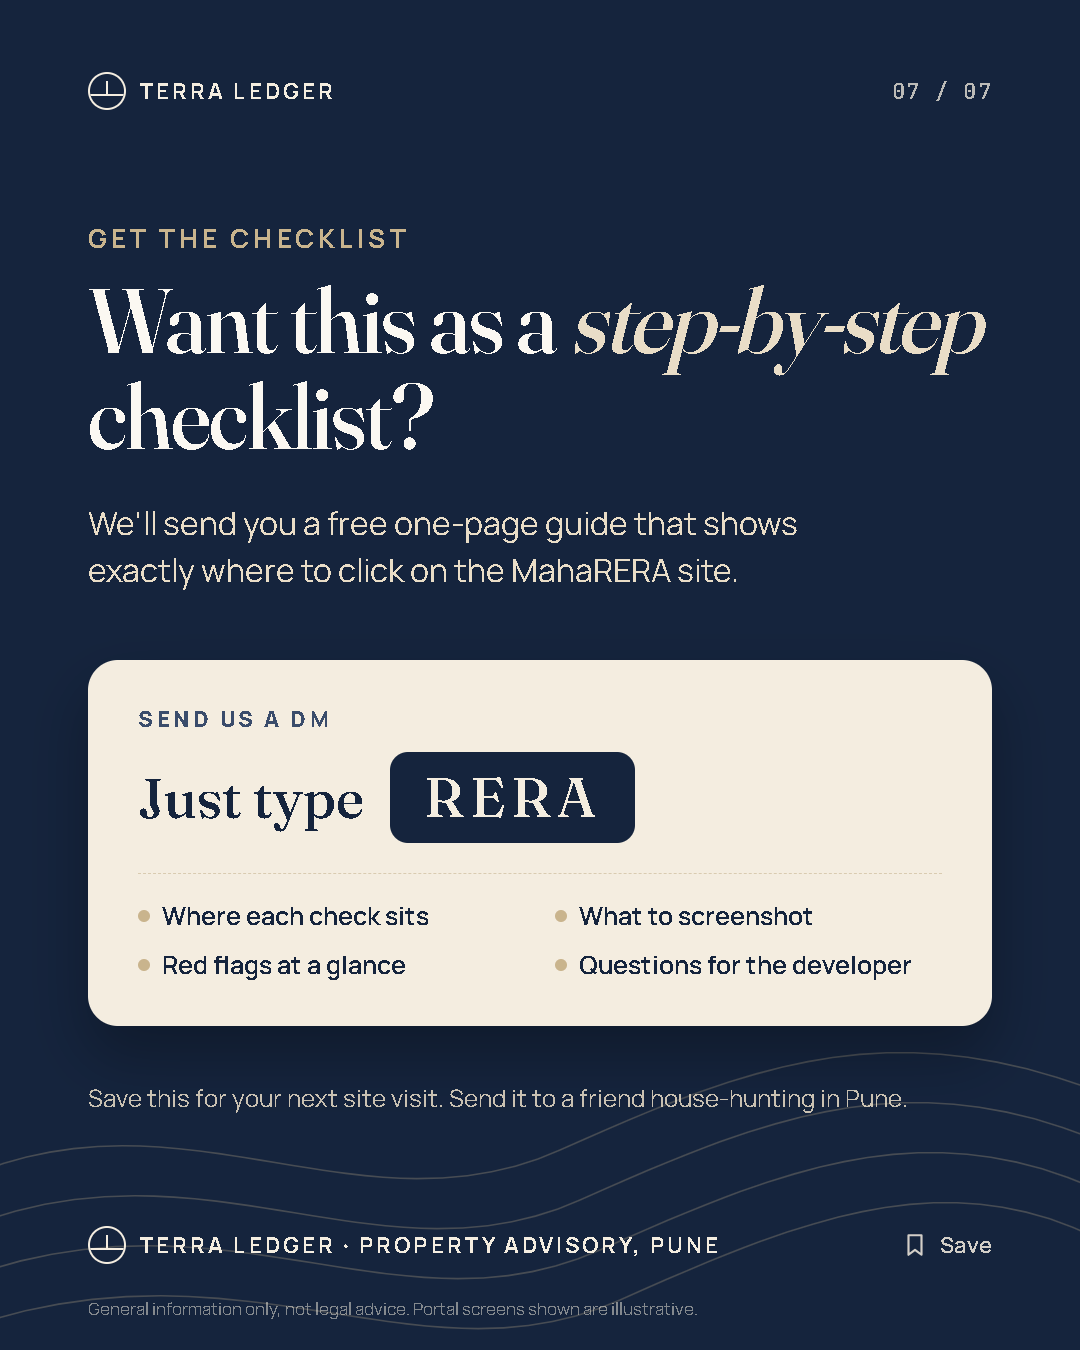 TERRA LEDGER
07 / 07
GET THE CHECKLIST
Want this as a step-by-step
checklist?
We'll send you a free one-page guide that shows
exactly where to click on the MahaRERA site.
SEND US A DM
Just type RERA
Where each check sits
What to screenshot
Red flags at a glance
Questions for the developer
Save this for your next site visit. Send it to a friend house-hunting in Pune.
TERRA LEDGER · PROPERTY ADVISORY, PUNE
Save
General information only, not legal advice. Portal screens shown are illustrative.